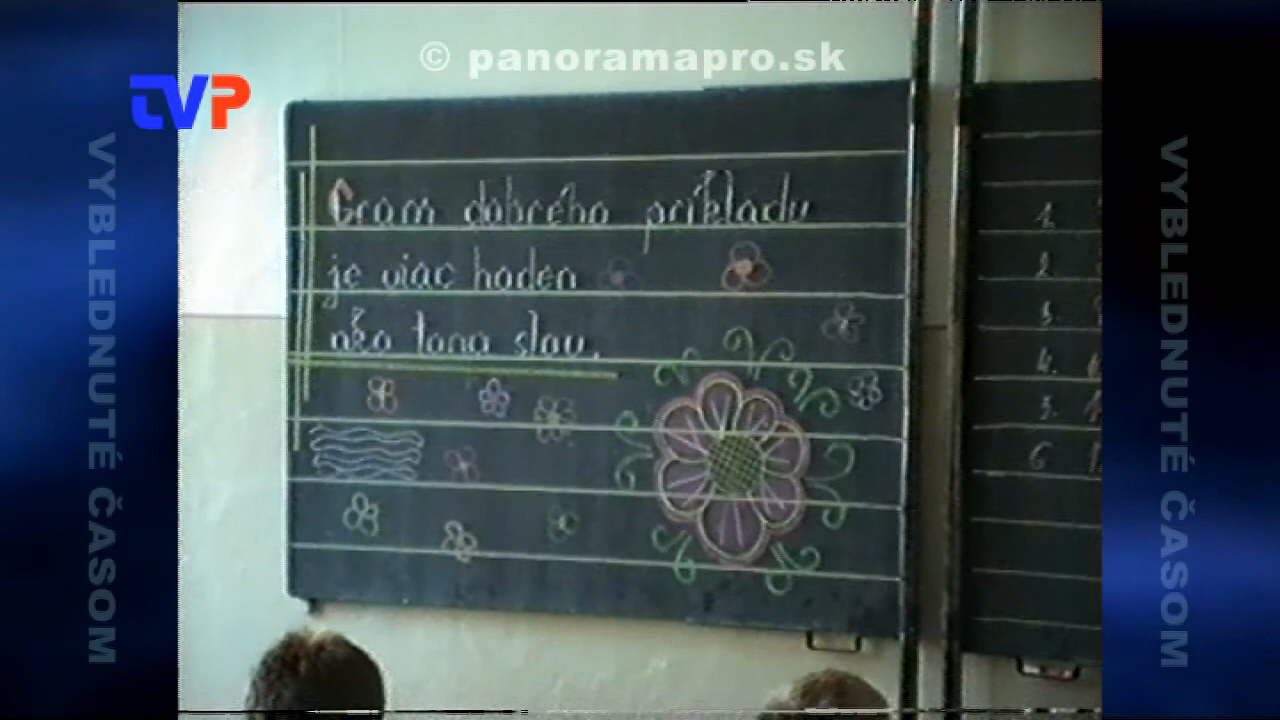 © panoramapro.sk
TVP
VYBLEDNUTÉ ČASOM
Gram dobrého príkladu
je viac hoden
ako tona slov.
1.
2.
3.
4.
5.
6
VYBLEDNUTÉ ČASOM